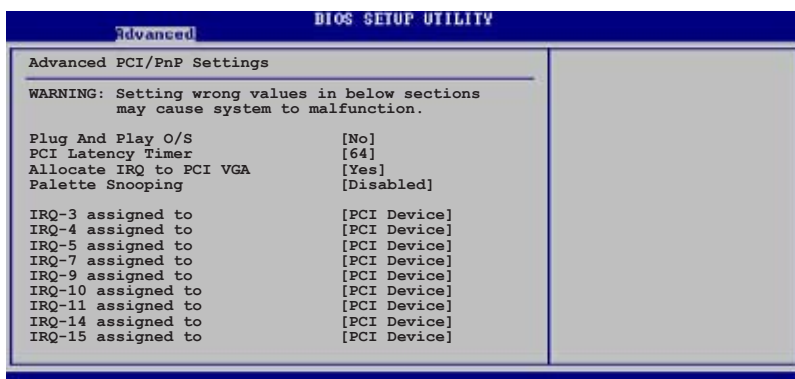 BIOS SETUP UTILITY
Advanced
Advanced PCI/PnP Settings
WARNING: Setting wrong values in below sections
may cause system to malfunction.
Plug And Play O/S [No]
PCI Latency Timer [64]
Allocate IRQ to PCI VGA [Yes]
Palette Snooping [Disabled]
IRQ-3 assigned to [PCI Device]
IRQ-4 assigned to [PCI Device]
IRQ-5 assigned to [PCI Device]
IRQ-7 assigned to [PCI Device]
IRQ-9 assigned to [PCI Device]
IRQ-10 assigned to [PCI Device]
IRQ-11 assigned to [PCI Device]
IRQ-14 assigned to [PCI Device]
IRQ-15 assigned to [PCI Device]